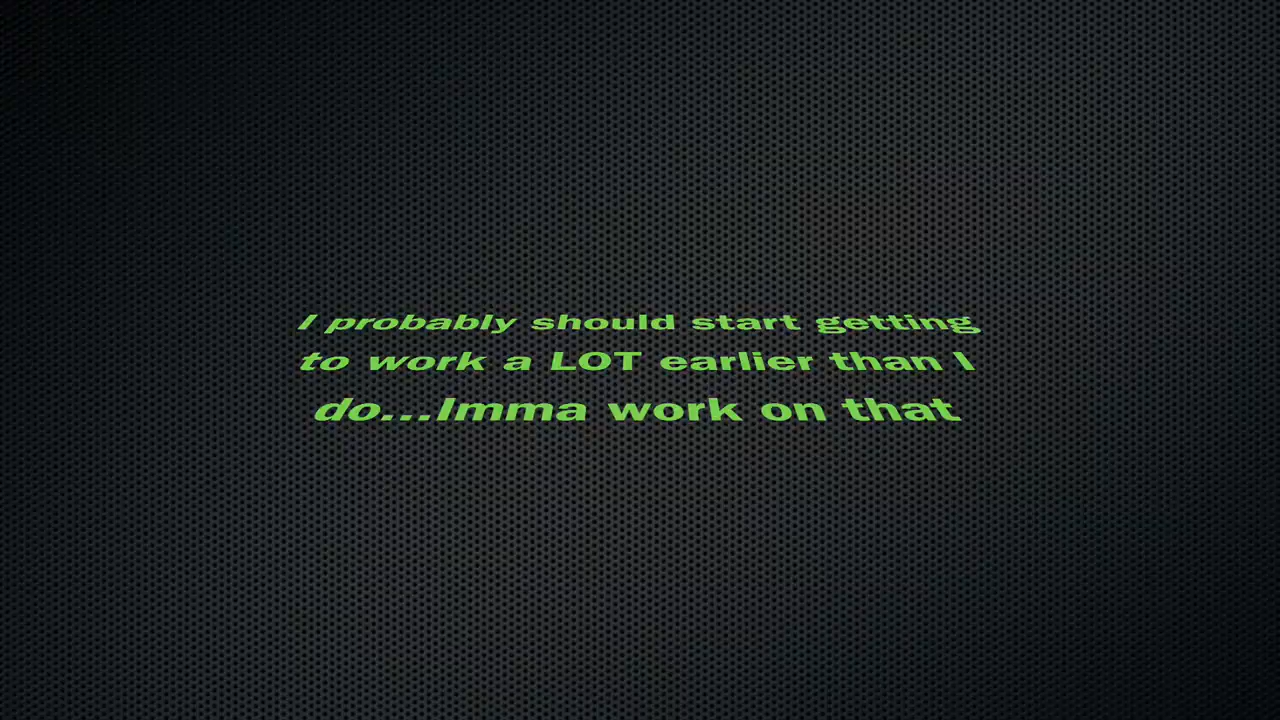 I probably should start getting
to work a LOT earlier than I
do...Imma work on that